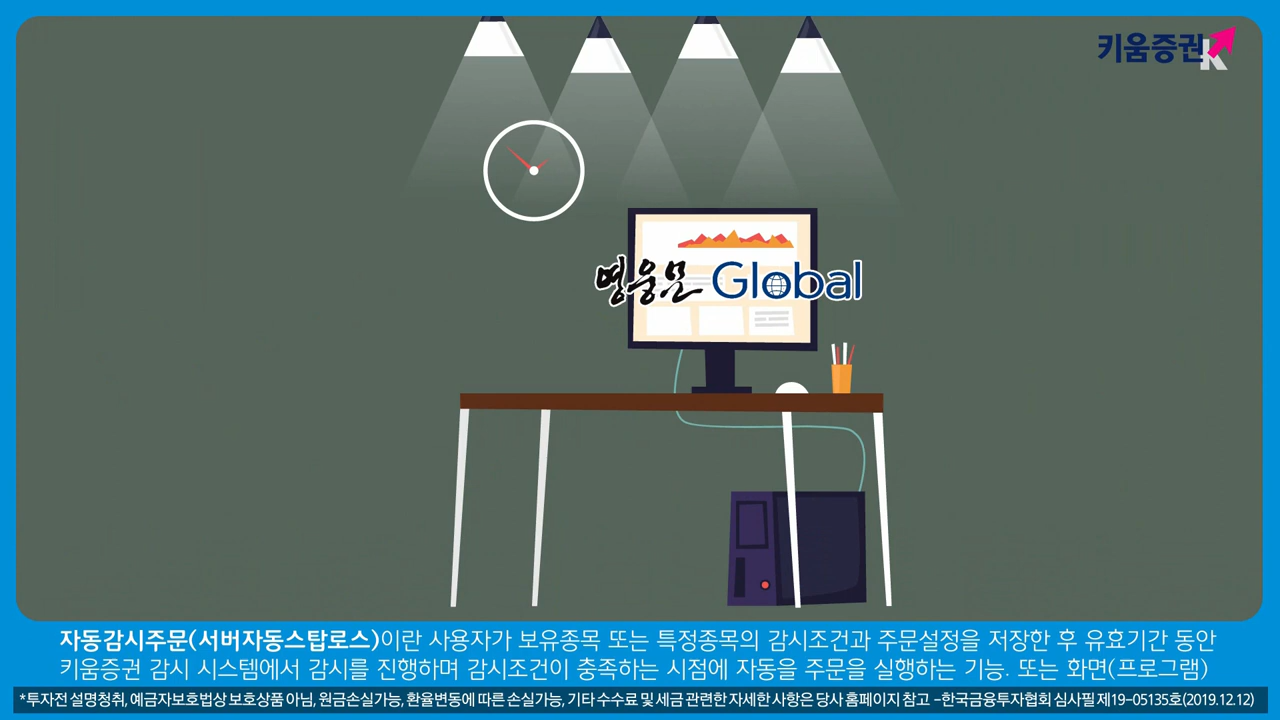 키움증권
영웅문 Global
자동감시주문(서버자동스탑로스)이란 사용자가 보유종목 또는 특정종목의 감시조건과 주문설정을 저장한 후 유효기간 동안
키움증권 감시 시스템에서 감시를 진행하며 감시조건이 충족하는 시점에 자동을 주문을 실행하는 기능. 또는 화면(프로그램)
*투자전 설명청취, 예금자보호법상 보호상품 아님, 원금손실가능, 환율변동에 따른 손실가능, 기타 수수료 및 세금 관련한 자세한 사항은 당사 홈페이지 참고 -한국금융투자협회 심사필 제19-05135호(2019.12.12)